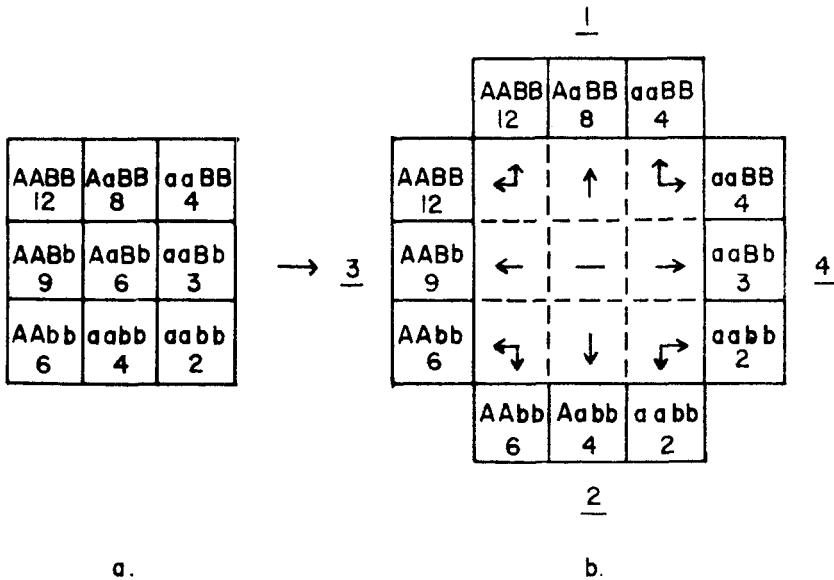 1
AABB AaBB aaBB
12 8 4
AABB AaBB aaBB
12 8 4
AABb AaBb aaBb
9 6 3
AAbb aabb aabb
6 4 2
3
AABB
12
AABb
9
AAbb
6
aaBB
4
aaBb
3
aabb
2
4
AAbb Aabb aabb
6 4 2
2
a.
b.